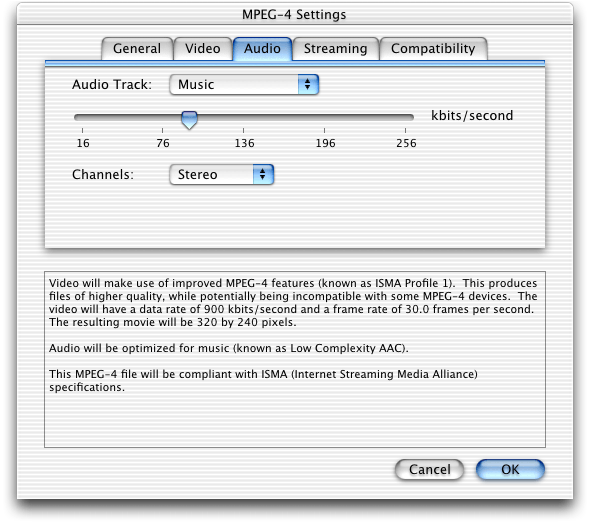 MPEG-4 Settings
General Video Audio Streaming Compatibility
Audio Track: Music
kbits/second
16 76 136 196 256
Channels: Stereo
Video will make use of improved MPEG-4 features (known as ISMA Profile 1). This produces
files of higher quality, while potentially being incompatible with some MPEG-4 devices. The
video will have a data rate of 900 kbits/second and a frame rate of 30.0 frames per second.
The resulting movie will be 320 by 240 pixels.
Audio will be optimized for music (known as Low Complexity AAC).
This MPEG-4 file will be compliant with ISMA (Internet Streaming Media Alliance)
specifications.
Cancel OK